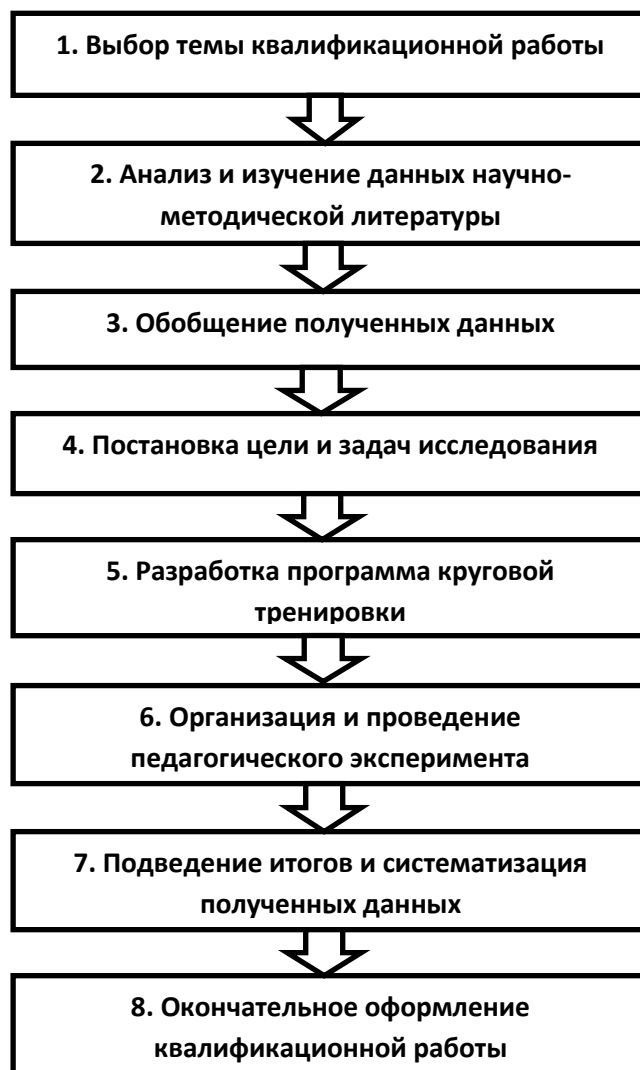 1. Выбор темы квалификационной работы
2. Анализ и изучение данных научно-
методической литературы
3. Обобщение полученных данных
4. Постановка цели и задач исследования
5. Разработка программа круговой
тренировки
6. Организация и проведение
педагогического эксперимента
7. Подведение итогов и систематизация
полученных данных
8. Окончательное оформление
квалификационной работы